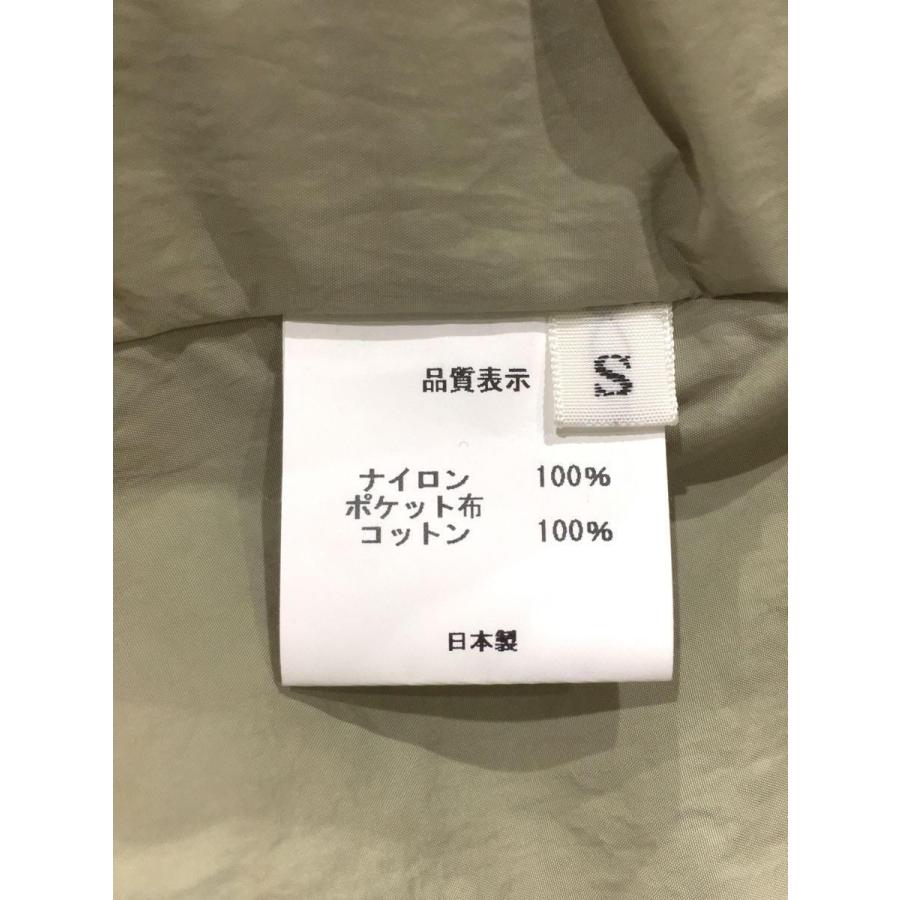 品質表示
S
ナイロン 100%
ポケット布
コットン 100%
日本製